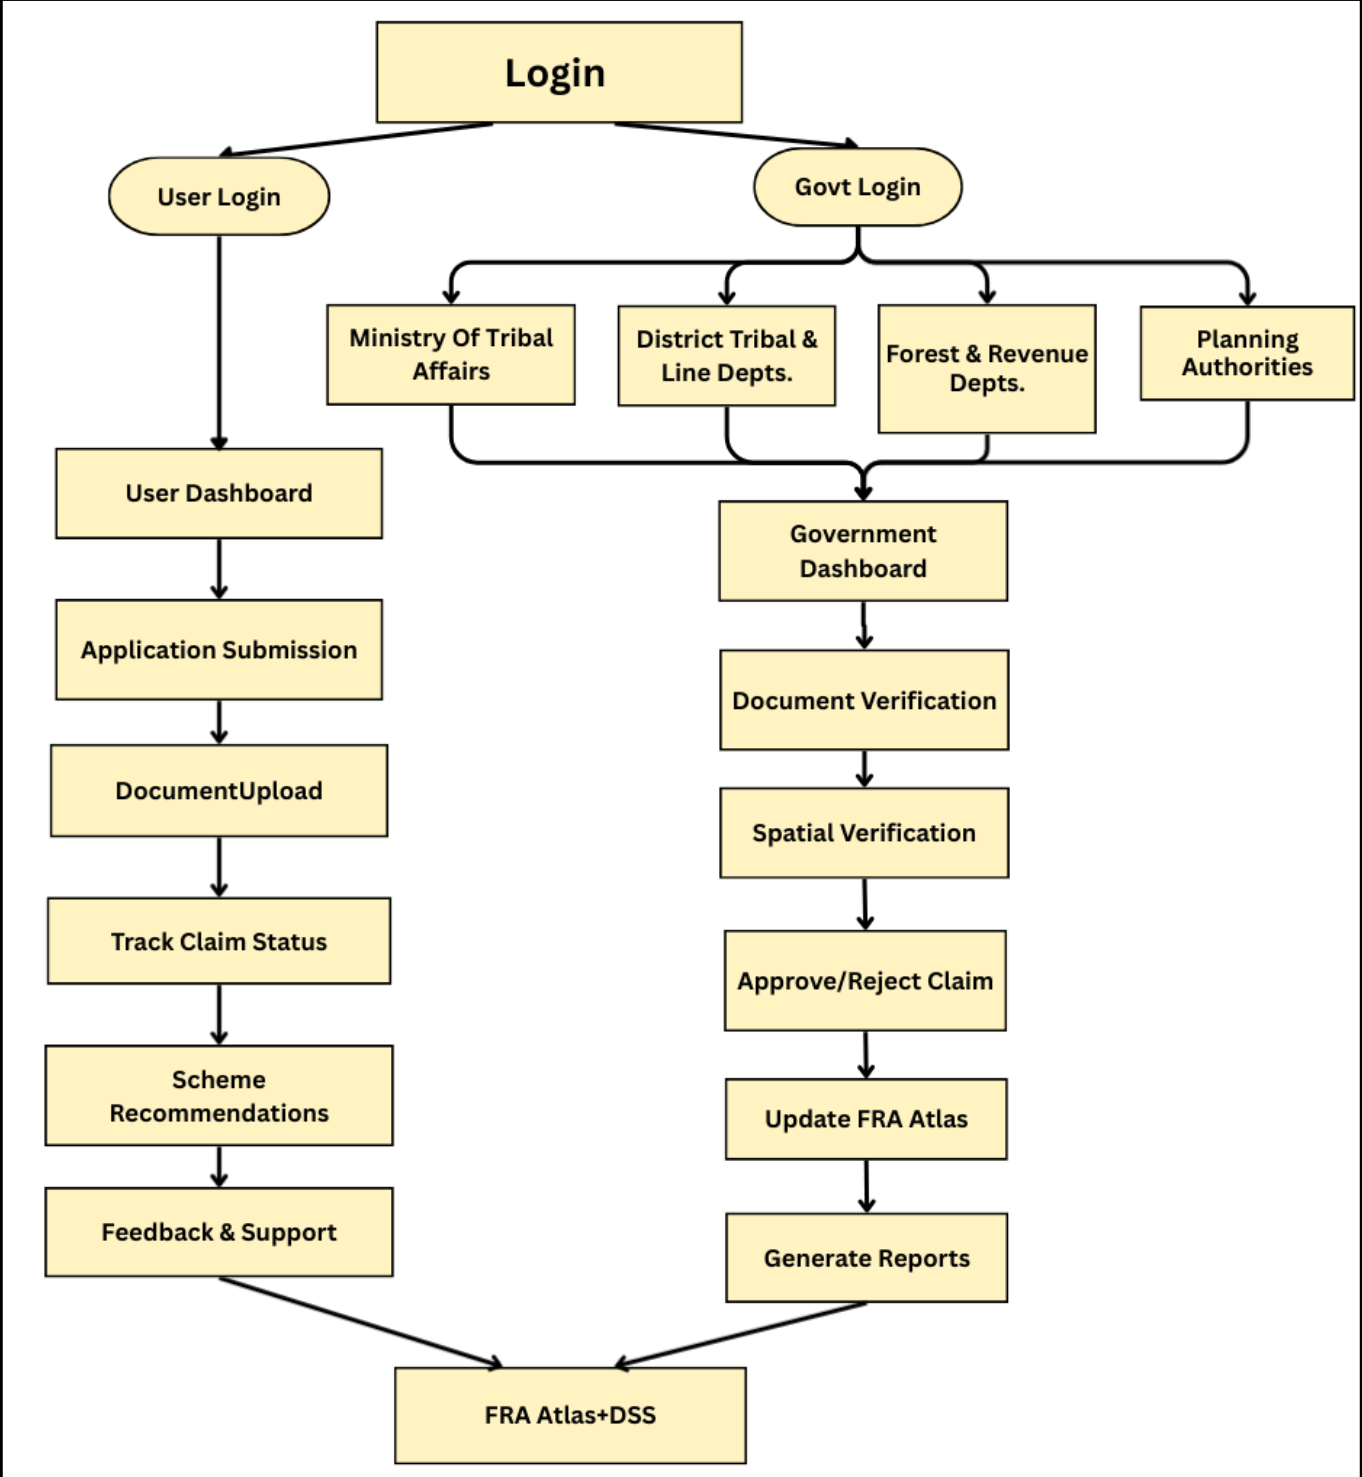 Login
User Login
Govt Login
Ministry Of Tribal
Affairs
District Tribal &
Line Depts.
Forest & Revenue
Depts.
Planning
Authorities
User Dashboard
Government
Dashboard
Application Submission
Document Verification
DocumentUpload
Spatial Verification
Track Claim Status
Approve/Reject Claim
Scheme
Recommendations
Update FRA Atlas
Feedback & Support
Generate Reports
FRA Atlas+DSS